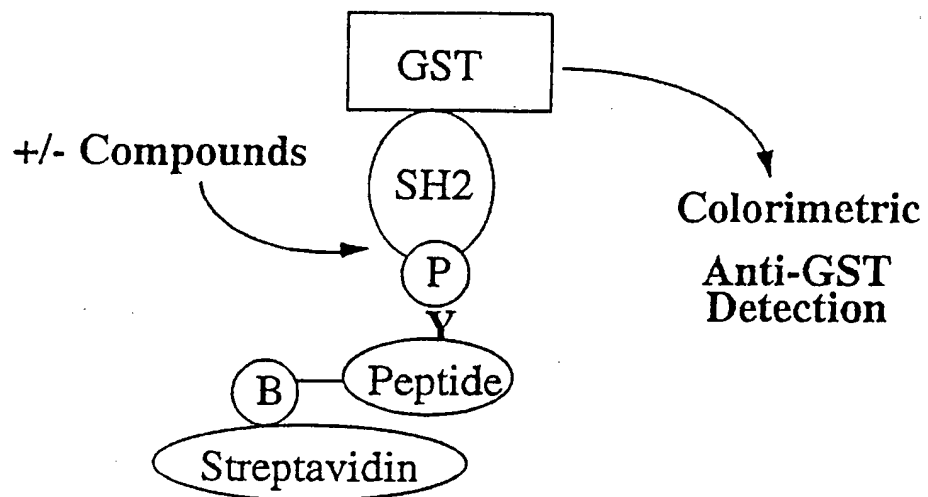 GST
+/- Compounds
SH2
Colorimetric
Anti-GST
Detection
P
Y
B
Peptide
Streptavidin